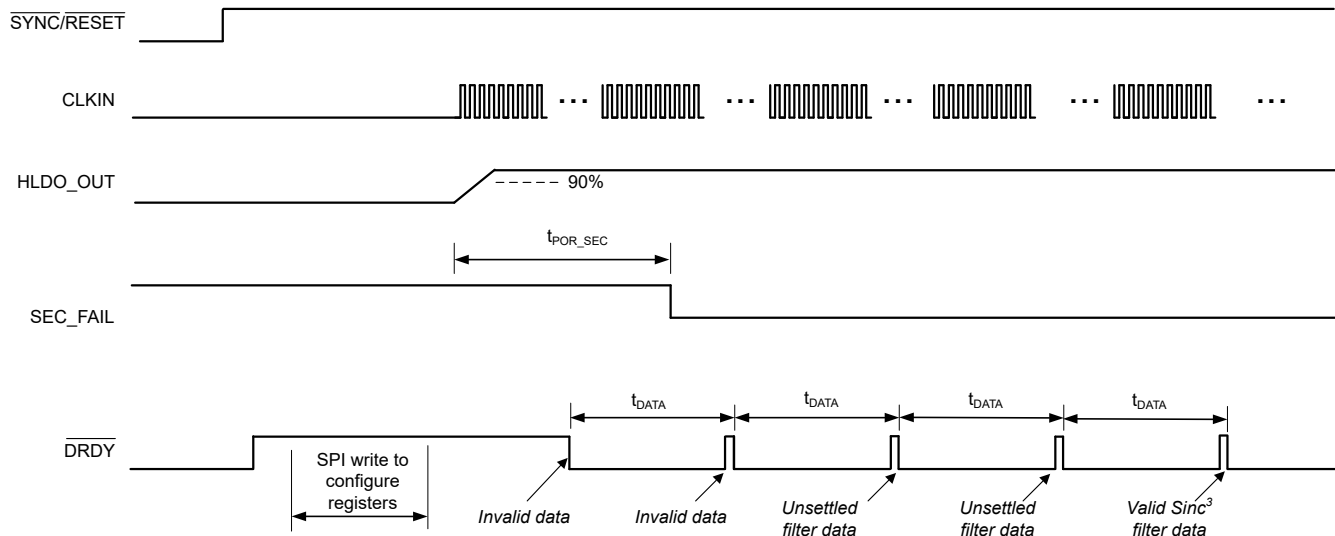 SYNC/RESET
CLKIN
... ... ... ... ...
HLDO_OUT
90%
tPOR_SEC
SEC_FAIL
tDATA tDATA tDATA tDATA
DRDY
SPI write to
configure
registers
Invalid data
Invalid data
Unsettled
filter data
Unsettled
filter data
Valid Sinc³
filter data